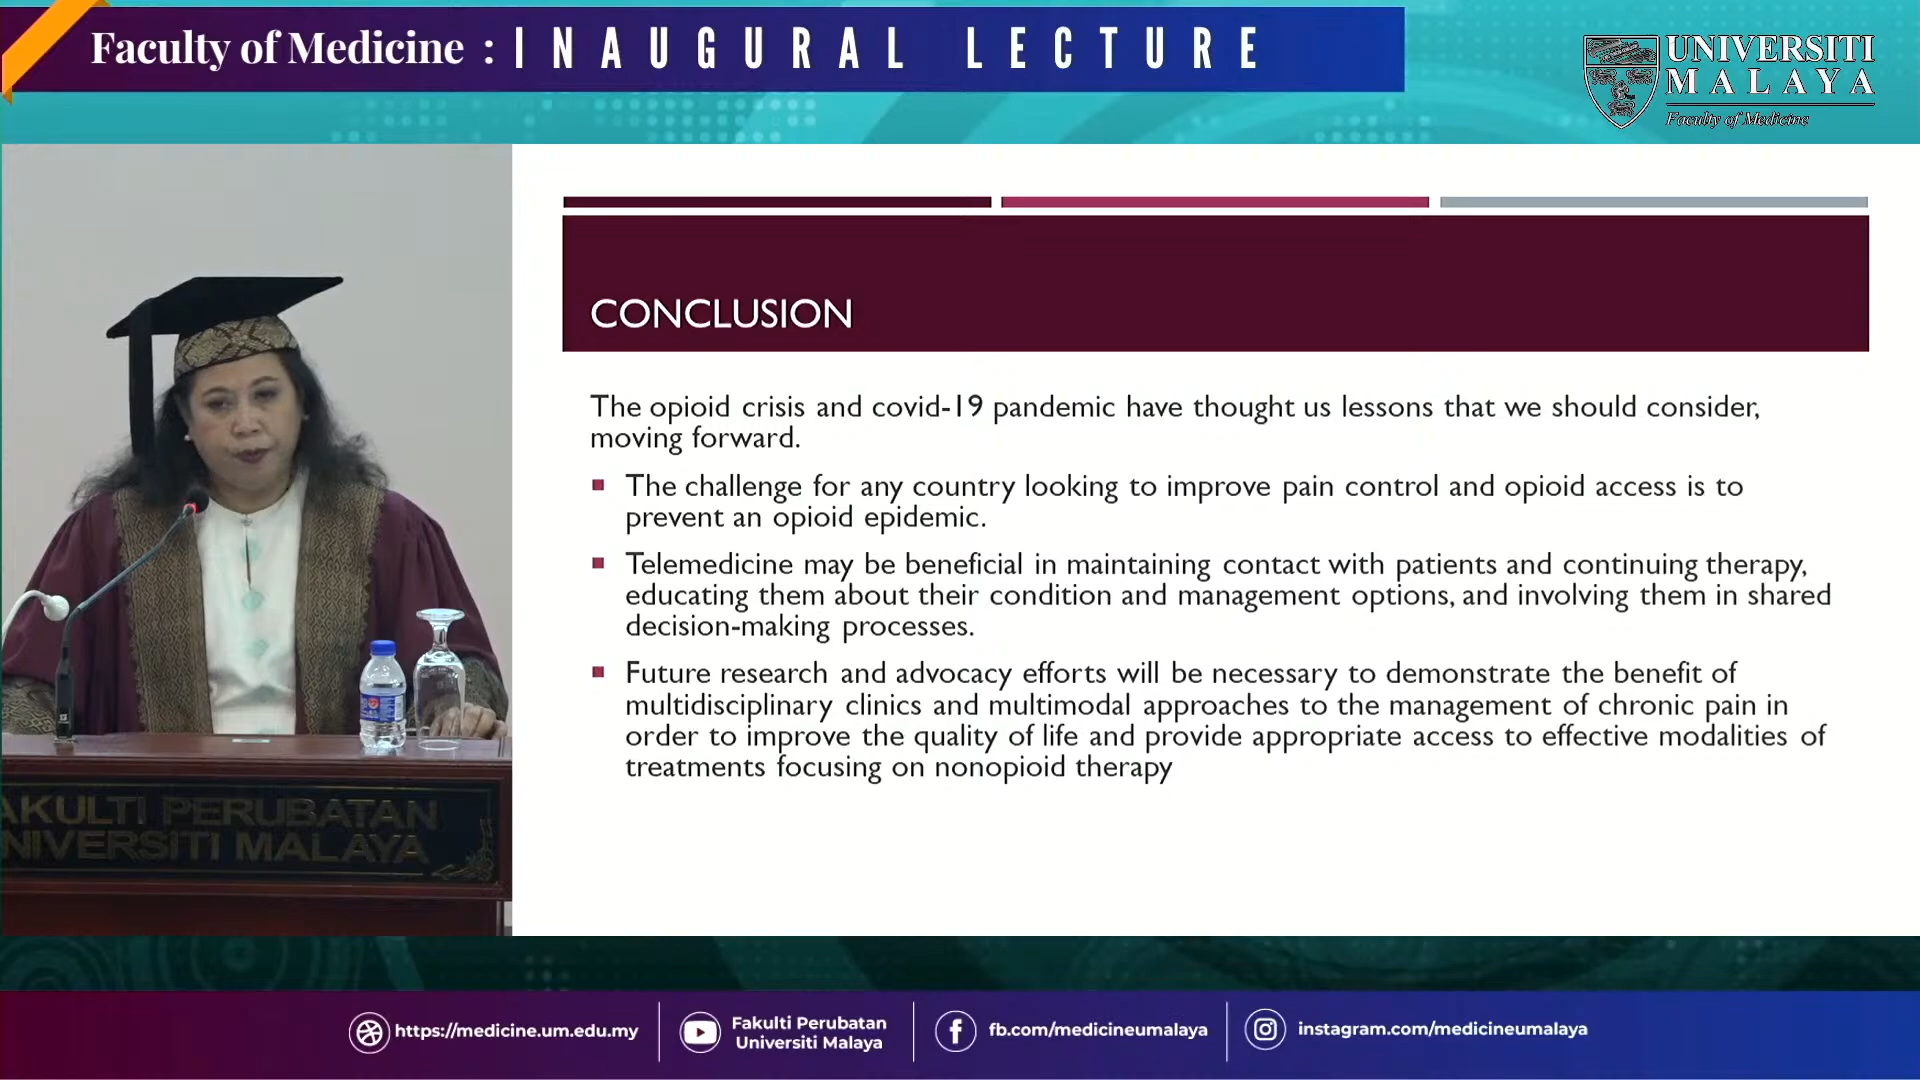 Faculty of Medicine : INAUGURAL LECTURE
UNIVERSITI
MALAYA
Faculty of Medicine
CONCLUSION
The opioid crisis and covid-19 pandemic have thought us lessons that we should consider,
moving forward.
The challenge for any country looking to improve pain control and opioid access is to
prevent an opioid epidemic.
Telemedicine may be beneficial in maintaining contact with patients and continuing therapy,
educating them about their condition and management options, and involving them in shared
decision-making processes.
Future research and advocacy efforts will be necessary to demonstrate the benefit of
multidisciplinary clinics and multimodal approaches to the management of chronic pain in
order to improve the quality of life and provide appropriate access to effective modalities of
treatments focusing on nonopioid therapy
AKULTI PERUBATAN
NIVERSITI MALAYA
https://medicine.um.edu.my
Fakulti Perubatan
Universiti Malaya
fb.com/medicineumalaya
instagram.com/medicineumalaya